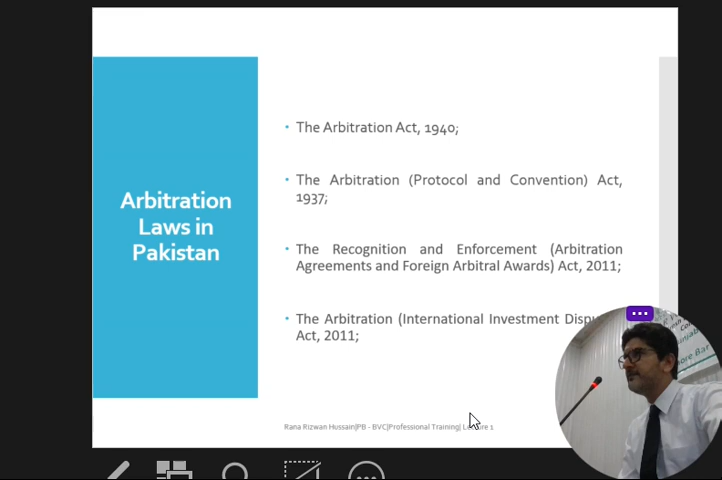 Arbitration
Laws in
Pakistan
• The Arbitration Act, 1940;
• The Arbitration (Protocol and Convention) Act,
1937;
• The Recognition and Enforcement (Arbitration
Agreements and Foreign Arbitral Awards) Act, 2011;
• The Arbitration (International Investment
Act, 2011;
Rana Rizwan Hussain|PB - BVC|Professional Training| 1